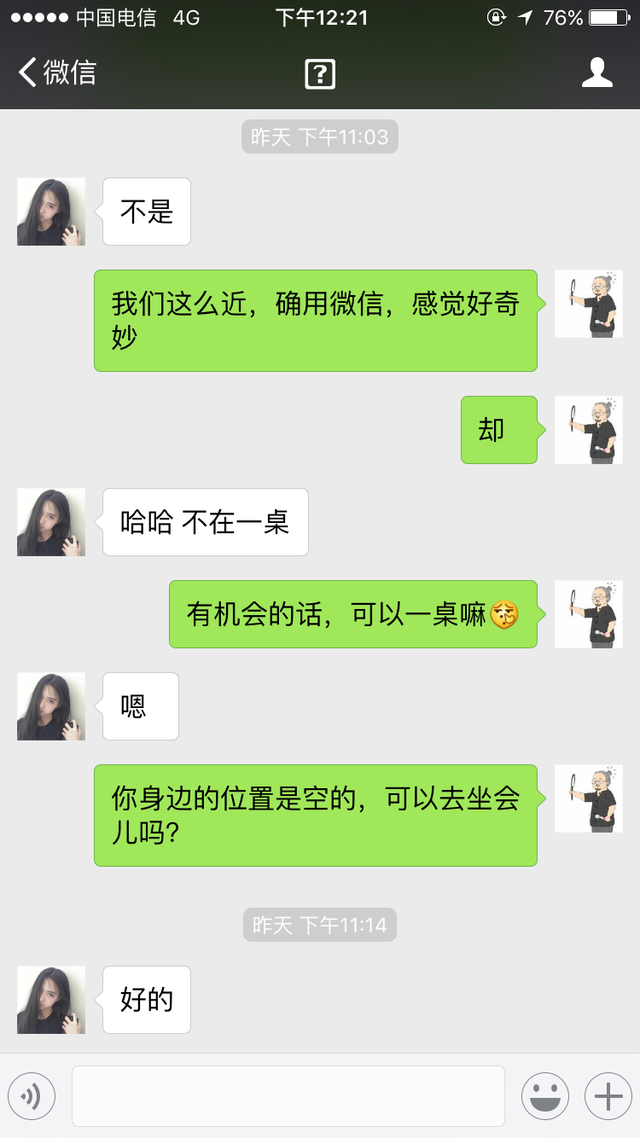 中国电信 4G 下午12:21 76%
微信 ?
昨天 下午11:03
不是
我们这么近，确用微信，感觉好奇
妙
却
哈哈 不在一桌
有机会的话，可以一桌嘛
嗯
你身边的位置是空的，可以去坐会
儿吗?
昨天 下午11:14
好的